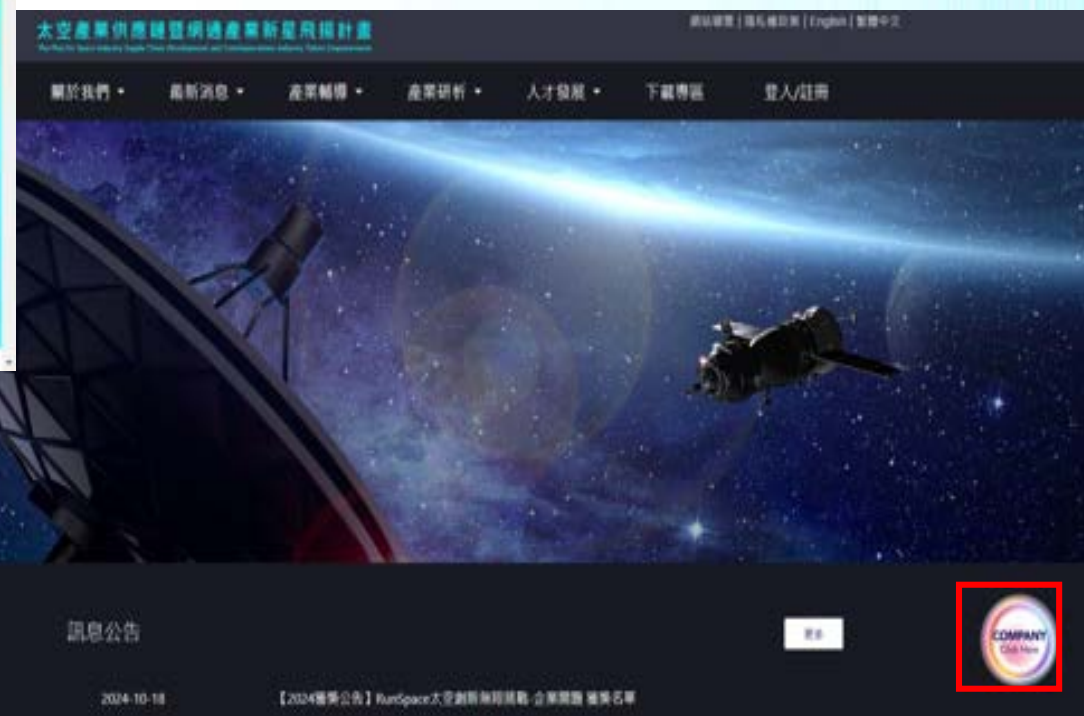 太空產業供應鏈暨網通產業新星飛揚計畫
網站導覽 | 隱私權政策 | English | 繁體中文
關於我們 最新消息 產業輔導 產業研析 人才發展 下載專區 登入/註冊
訊息公告
更多
COMPANY
Click Here
2024-10-18 【2024獲獎公告】RunSpace太空創新無限挑戰-企業開題 獲獎名單